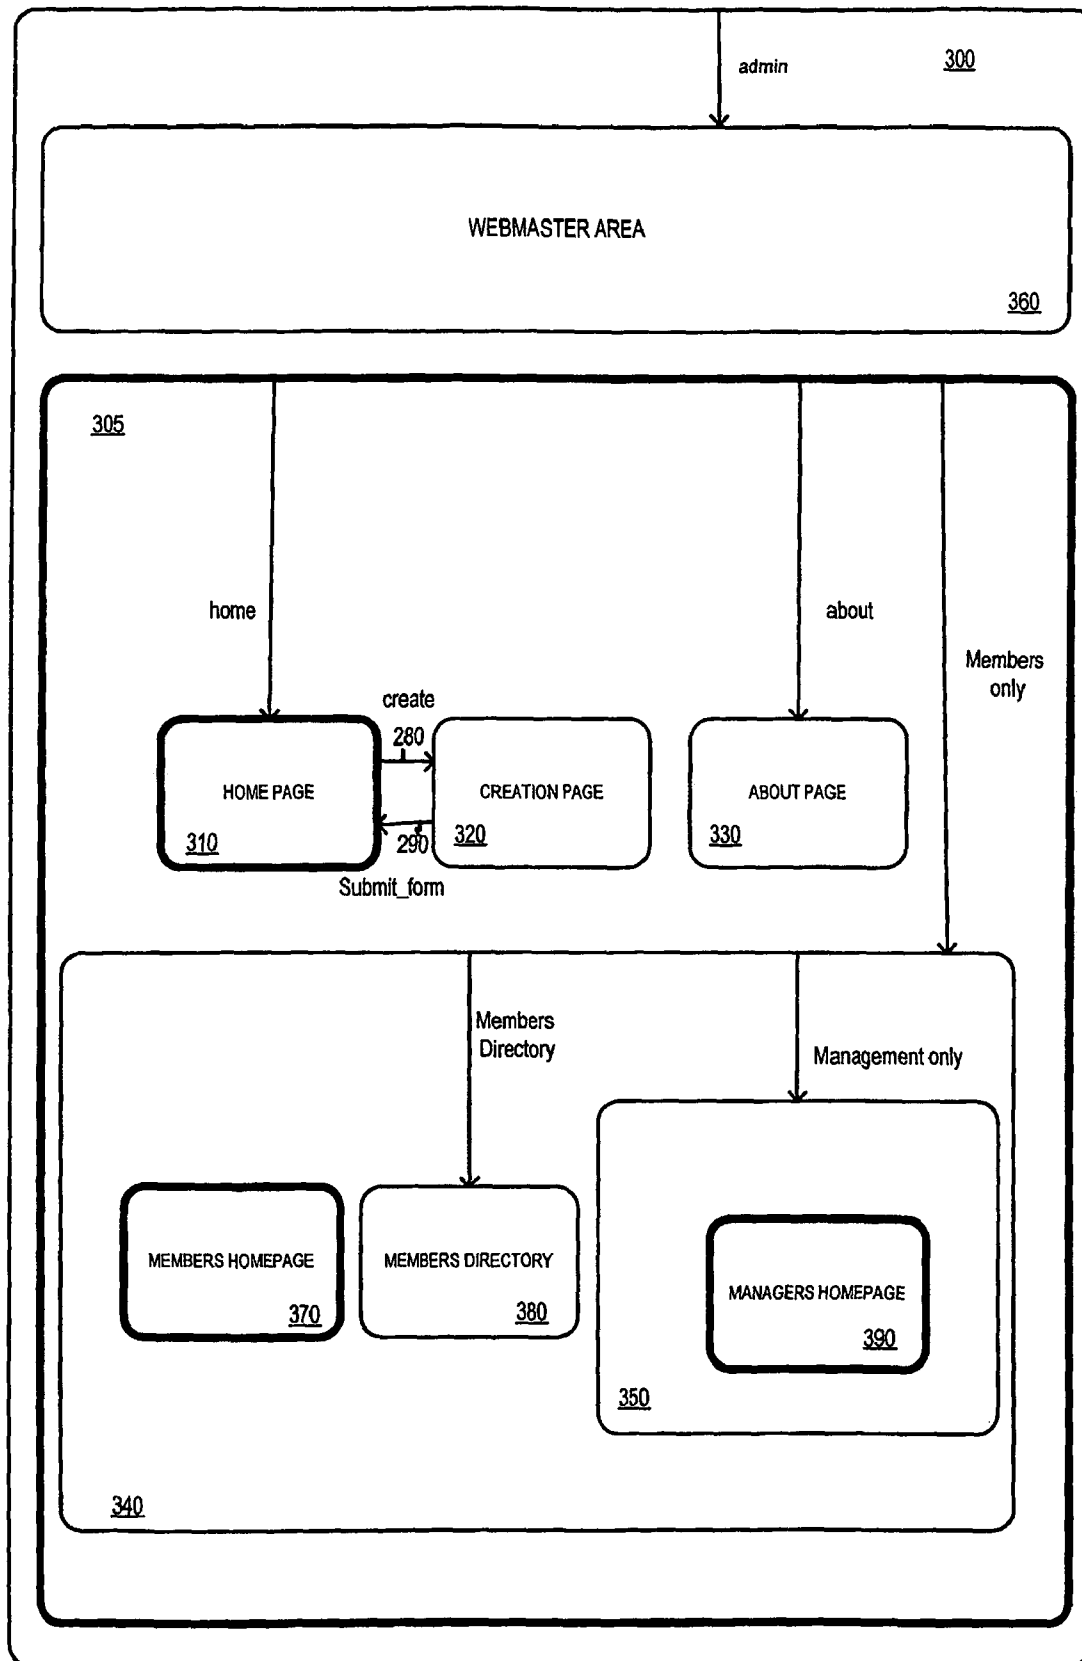 admin
300
WEBMASTER AREA
360
305
home
about
Members
only
create
280
HOME PAGE
310
CREATION PAGE
320
ABOUT PAGE
330
290
Submit_form
Members
Directory
Management only
MEMBERS HOMEPAGE
370
MEMBERS DIRECTORY
380
MANAGERS HOMEPAGE
390
350
340